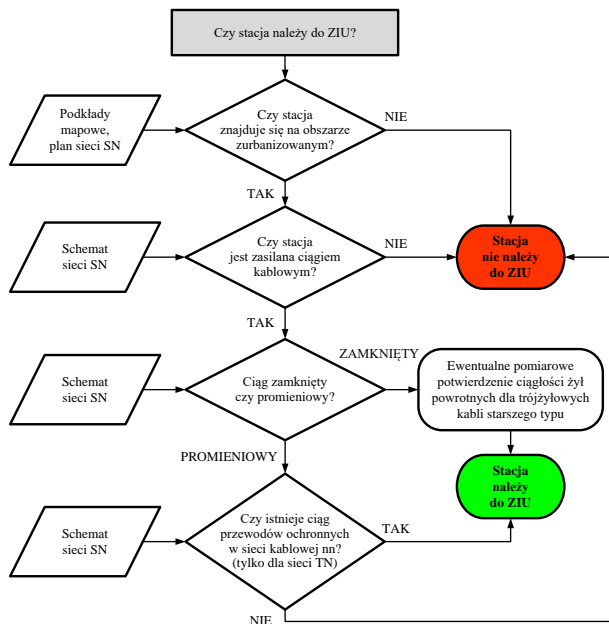 Czy stacja należy do ZIU?
Podkłady
mapowe,
plan sieci SN
Czy stacja
znajduje się na obszarze
zurbanizowanym?
NIE
TAK
Schemat
sieci SN
Czy stacja
jest zasilana ciągiem
kablowym?
NIE
Stacja
nie należy
do ZIU
TAK
Schemat
sieci SN
Ciąg zamknięty
czy promieniowy?
ZAMKNIĘTY
Ewentualne pomiarowe
potwierdzenie ciągłości żył
powrotnych dla trójżyłowych
kabli starszego typu
PROMIENIOWY
Stacja
należy
do ZIU
Schemat
sieci SN
Czy istnieje ciąg
przewodów ochronnych
w sieci kablowej nn?
(tylko dla sieci TN)
TAK
NIE